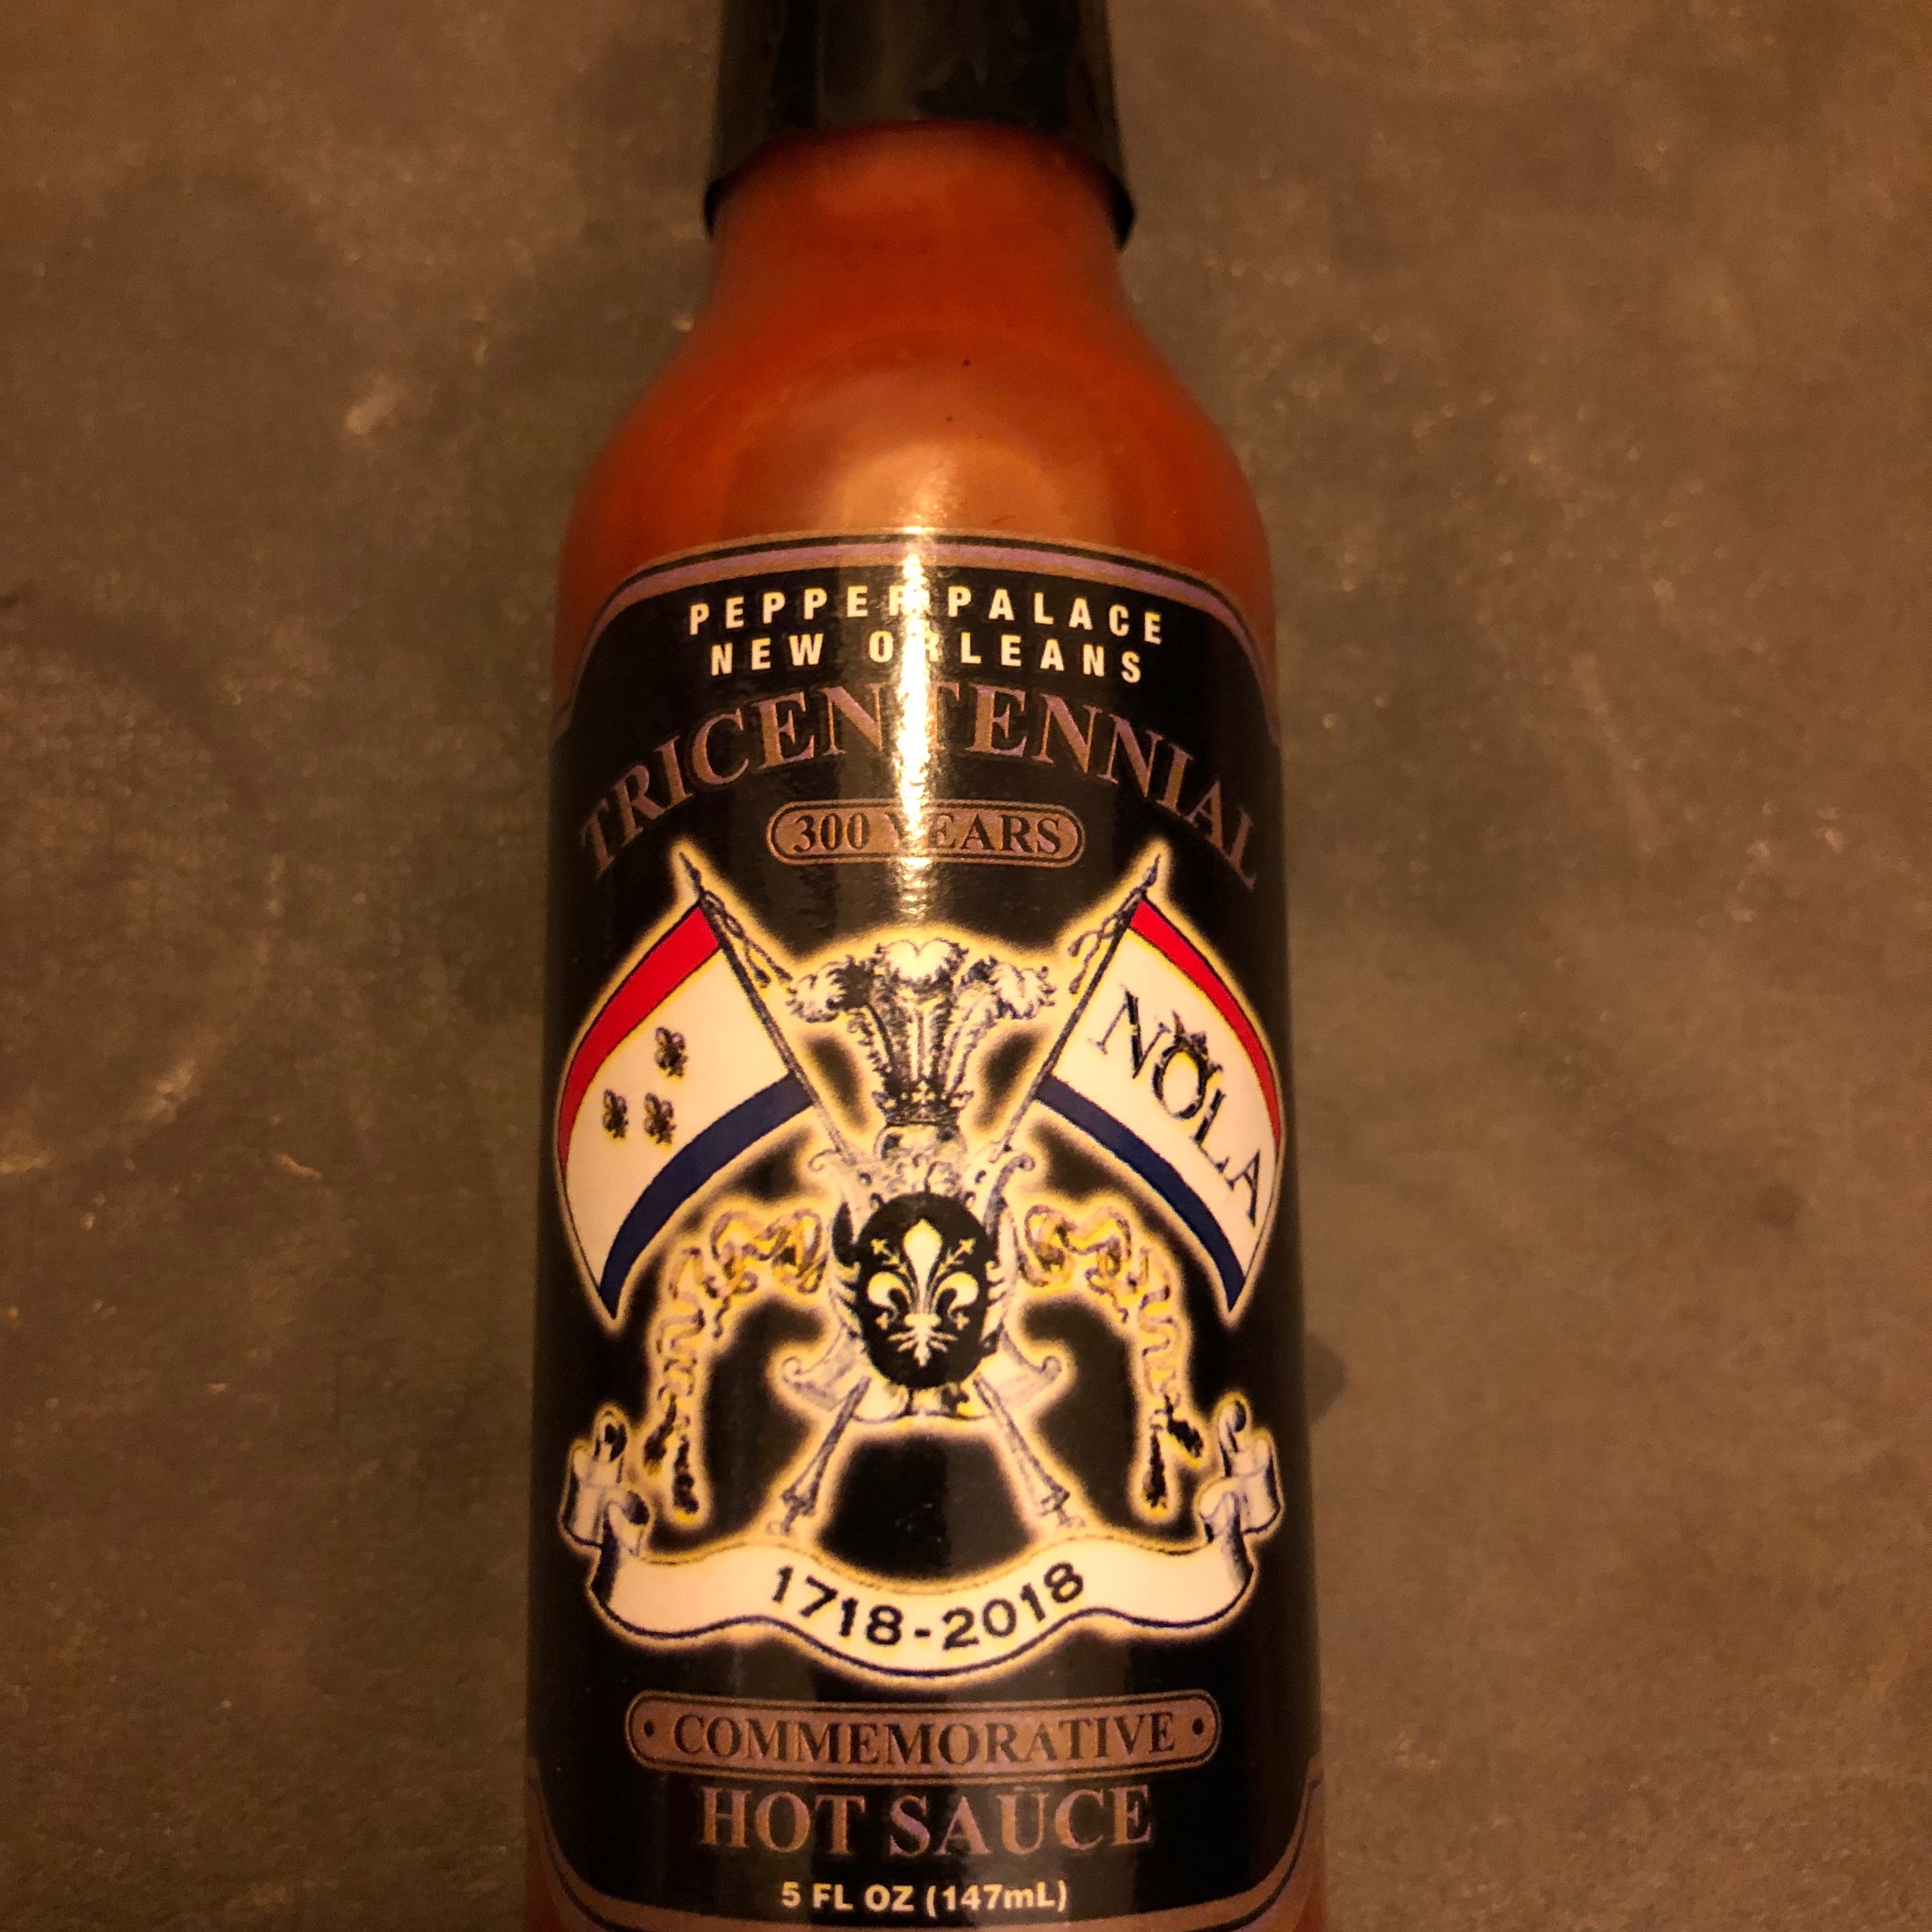 PEPPER PALACE
NEW ORLEANS
TRICENTENNIAL
300 YEARS
NOLA
1718-2018
• COMMEMORATIVE •
HOT SAUCE
5 FL OZ (147mL)